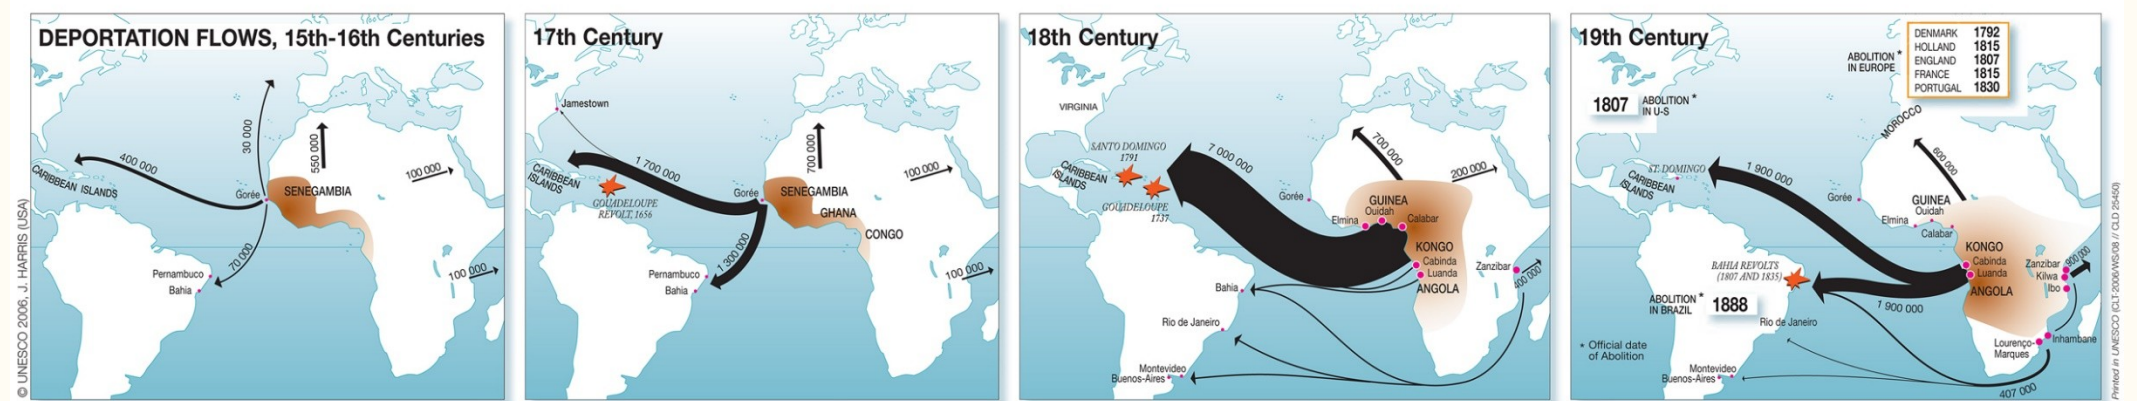 © UNESCO 2006, J. HARRIS (USA)
DEPORTATION FLOWS, 15th-16th Centuries
30 000
550 000
400 000
100 000
CARIBBEAN ISLANDS
Gorée
SENEGAMBIA
70 000
100 000
Pernambuco
Bahia
17th Century
Jamestown
700 000
1 700 000
100 000
CARIBBEAN
ISLANDS
Gorée
SENEGAMBIA
GOUADELOUPE
REVOLT, 1656
GHANA
CONGO
1 300 000
100 000
Pernambuco
Bahia
18th Century
VIRGINIA
SANTO DOMINGO
1791
7 000 000
700 000
CARIBBEAN
ISLANDS
200 000
GOUADELOUPE
1737
Gorée
GUINEA
Ouidah
Elmina
Calabar
KONGO
Cabinda
Luanda
ANGOLA
Zanzibar
400 000
Bahia
Rio de Janeiro
Montevideo
Buenos-Aires
19th Century
ABOLITION *
IN EUROPE
DENMARK 1792
HOLLAND 1815
ENGLAND 1807
FRANCE 1815
PORTUGAL 1830
1807 ABOLITION *
IN U-S
MOROCCO
600 000
ST. DOMINGO
1 900 000
CARIBBEAN
ISLANDS
Gorée
GUINEA
Ouidah
Elmina
Calabar
KONGO
Cabinda
Luanda
ANGOLA
BAHIA REVOLTS
(1807 AND 1835)
1 900 000
Zanzibar
Kilwa
Ibo
900 000
ABOLITION *
IN BRAZIL
1888
Rio de Janeiro
* Official date
of Abolition
Lourenço-
Marques
Inhambane
Montevideo
Buenos-Aires
407 000
Printed in UNESCO (CLT-2006/WS/08 // CLD 25450)